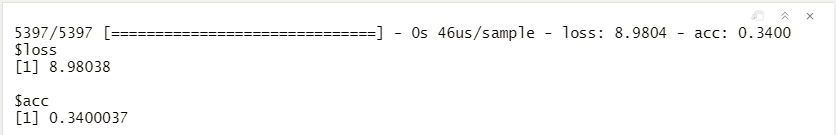 5397/5397 [==============================] - 0s 46us/sample - loss: 8.9804 - acc: 0.3400
$loss
[1] 8.98038
$acc
[1] 0.3400037